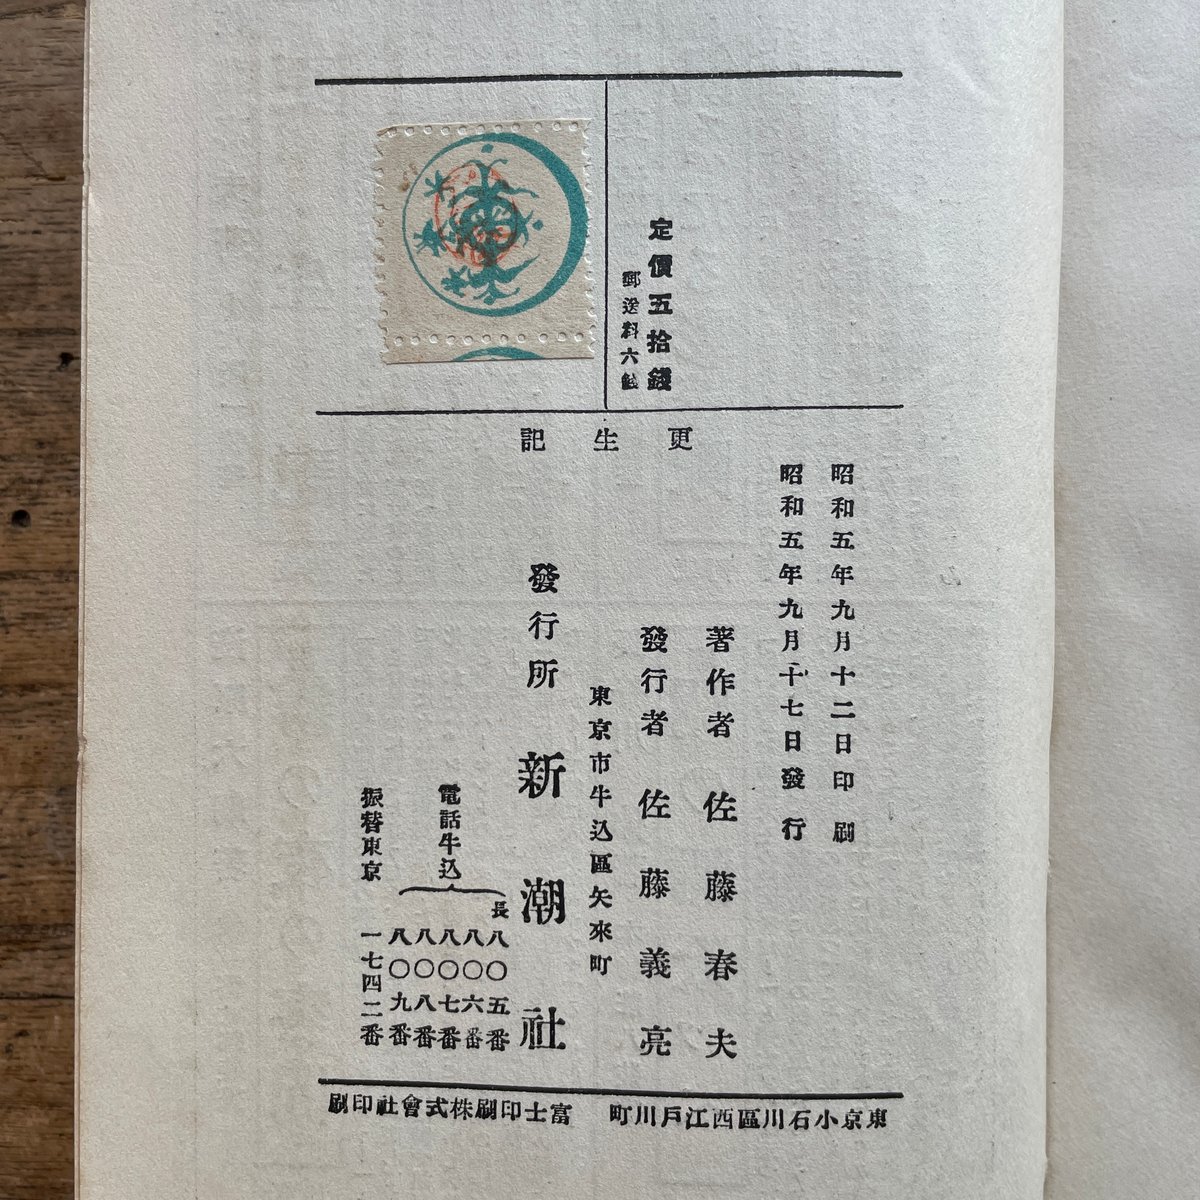 定價五拾錢
郵送料六錢
更生記
昭和五年九月十二日印刷
昭和五年九月十七日發行
著作者 佐藤春夫
發行者 佐藤義亮
東京市牛込區矢來町
發行所 新潮社
電話牛込
長八〇五番
八〇六番
八〇七番
八〇八番
八〇九番
振替東京一七四二番
東京小石川區西江戸川町 富士印刷株式會社印刷